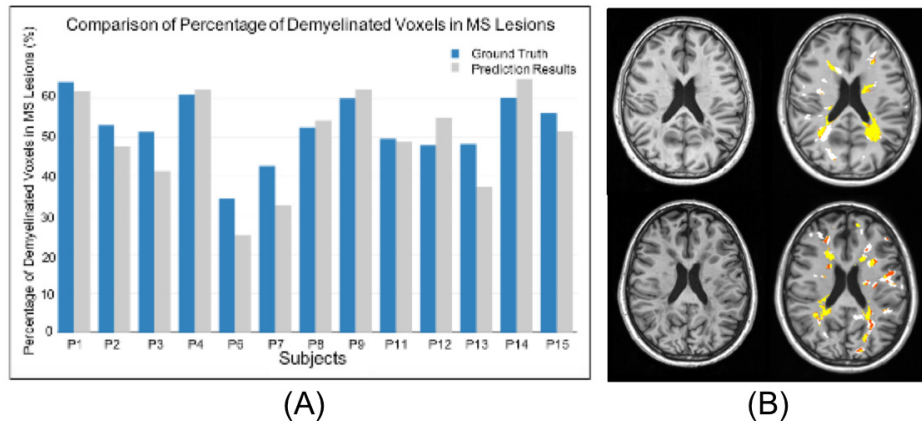 Comparison of Percentage of Demyelinated Voxels in MS Lesions
Percentage of Demyelinated Voxels in MS Lesions (%)
Ground Truth
Prediction Results
60
50
40
30
20
10
0
P1 P2 P3 P4 P6 P7 P8 P9 P11 P12 P13 P14 P15
Subjects
(A)
(B)
B)